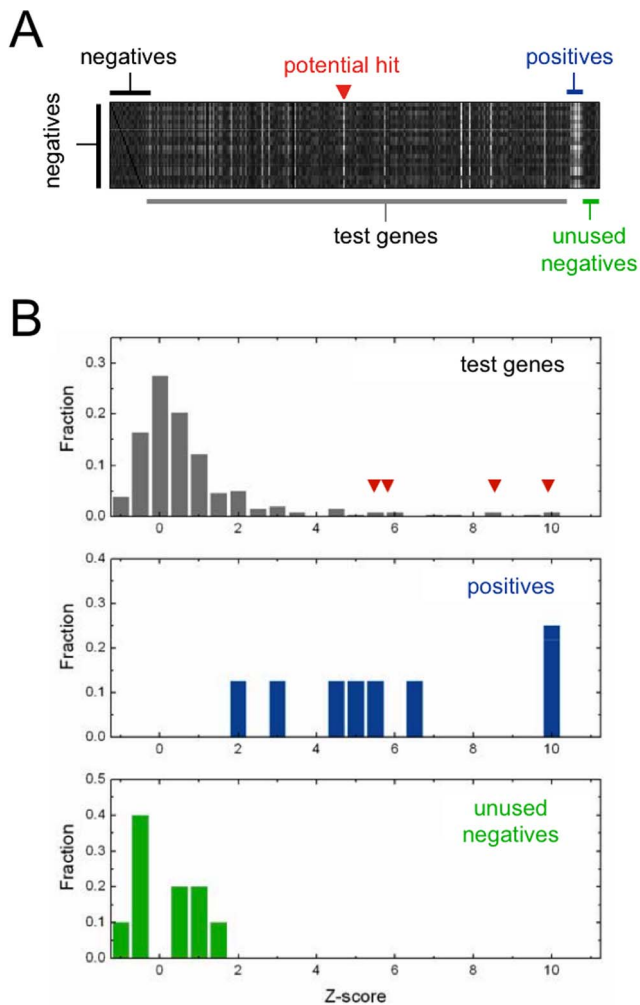 A
negatives
potential hit
positives
negatives
test genes
unused
negatives
B
test genes
Fraction
0.3
0.2
0.1
0.0
0 2 4 6 8 10
positives
Fraction
0.4
0.3
0.2
0.1
0.0
0 2 4 6 8 10
unused
negatives
Fraction
0.5
0.4
0.3
0.2
0.1
0.0
0 2 4 6 8 10
Z-score